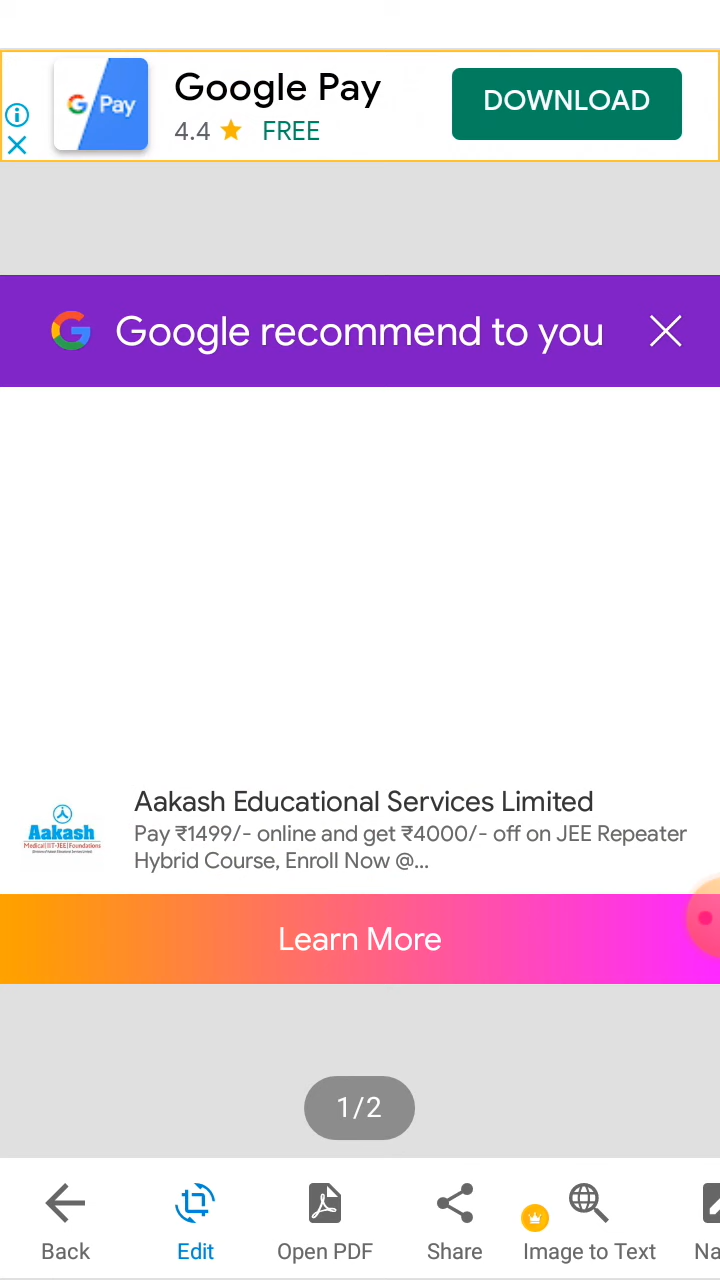 G Pay
Google Pay
4.4 FREE
DOWNLOAD
Google recommend to you
Aakash
Medical|IIT-JEE|Foundations
Aakash Educational Services Limited
Pay ₹1499/- online and get ₹4000/- off on JEE Repeater
Hybrid Course, Enroll Now @...
Learn More
1/2
Back
Edit
Open PDF
Share
Image to Text
Na